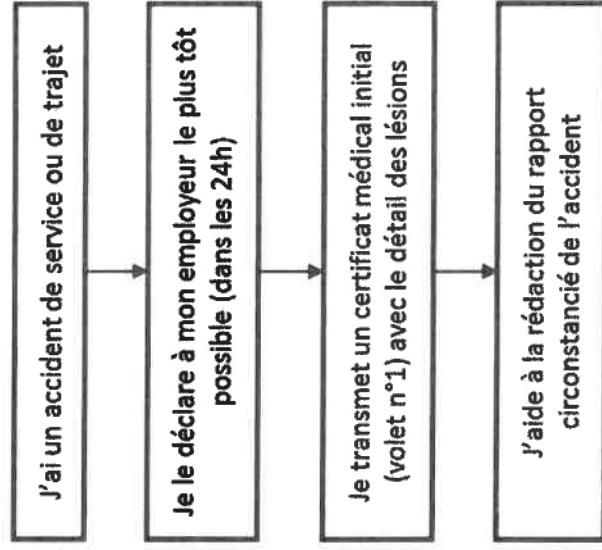 J'ai un accident de service ou de trajet
Je le déclare à mon employeur le plus tôt
possible (dans les 24h)
Je transmet un certificat médical initial
(volet n°1) avec le détail des lésions
J'aide à la rédaction du rapport
circonstancié de l'accident